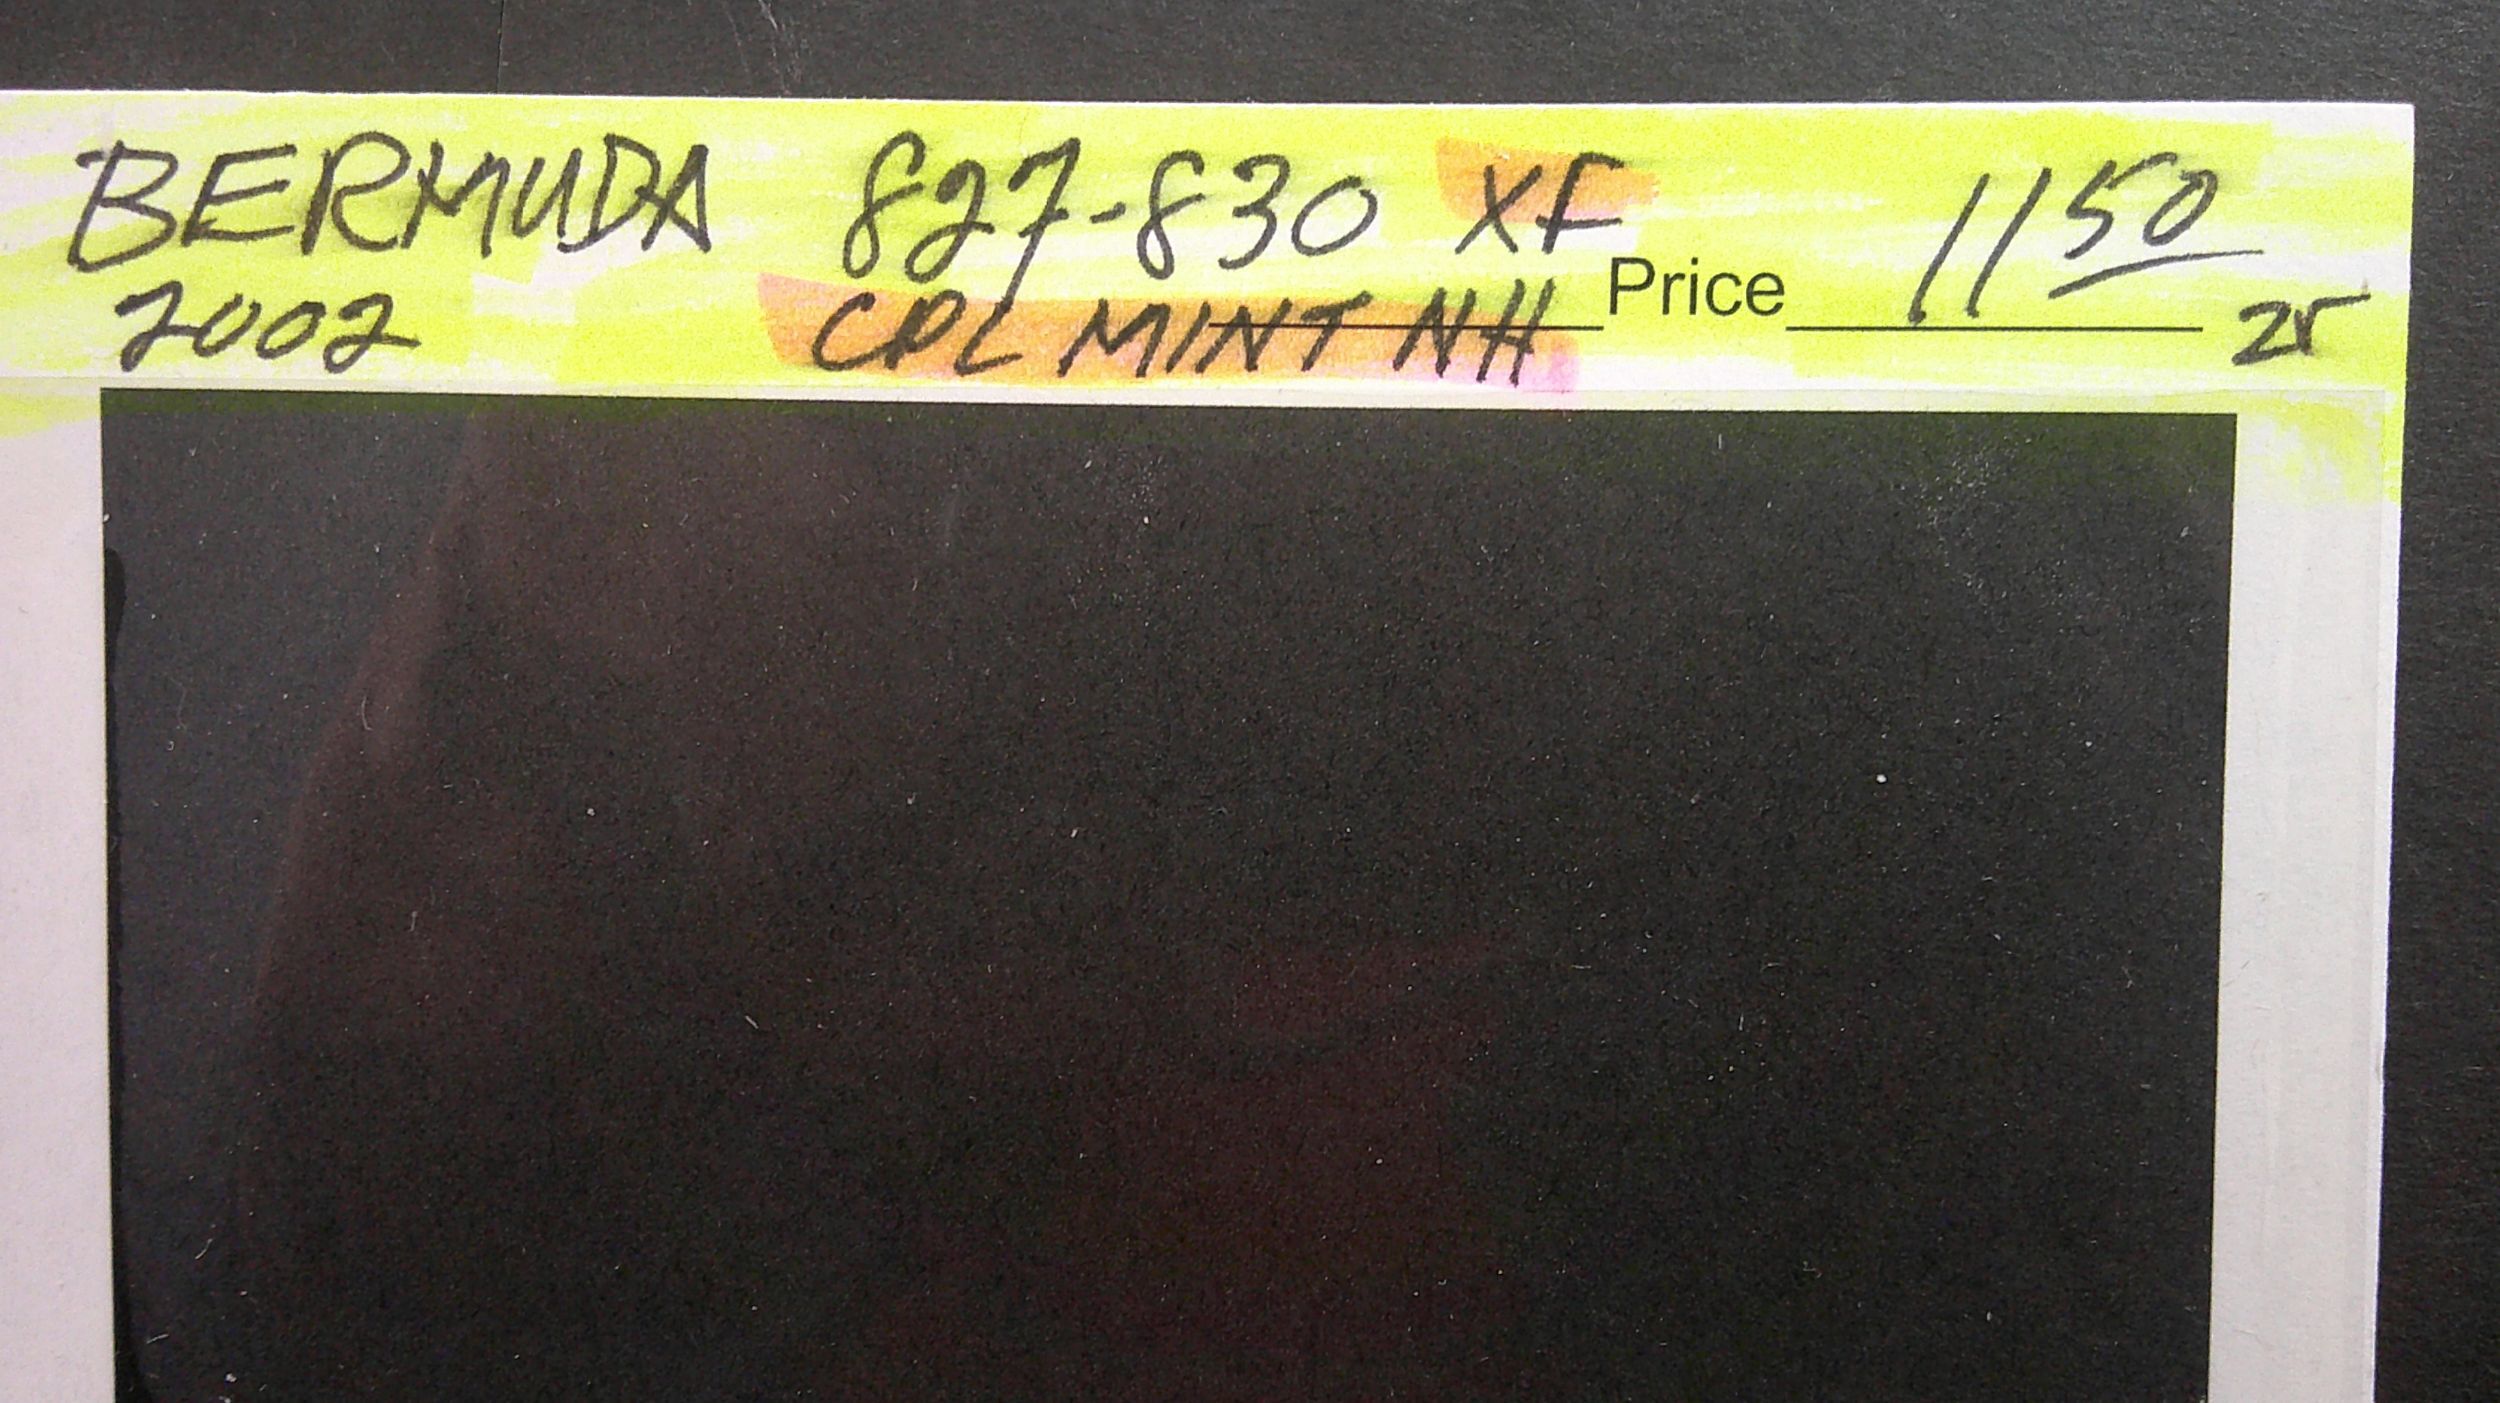 BERMUDA 827-830 XF Price 11 50
2002 CPL MINT NH 25